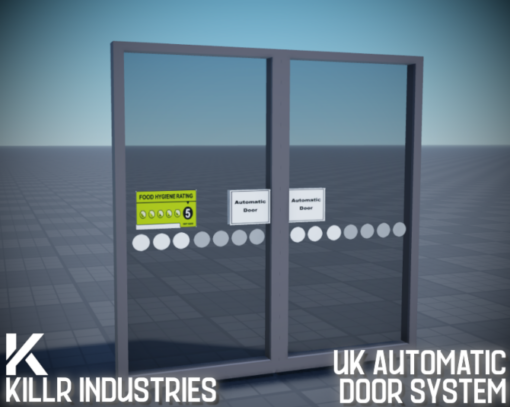 FOOD HYGIENE RATING
5
Automatic
Door
Automatic
Door
K
KILLR INDUSTRIES
UK AUTOMATIC
DOOR SYSTEM